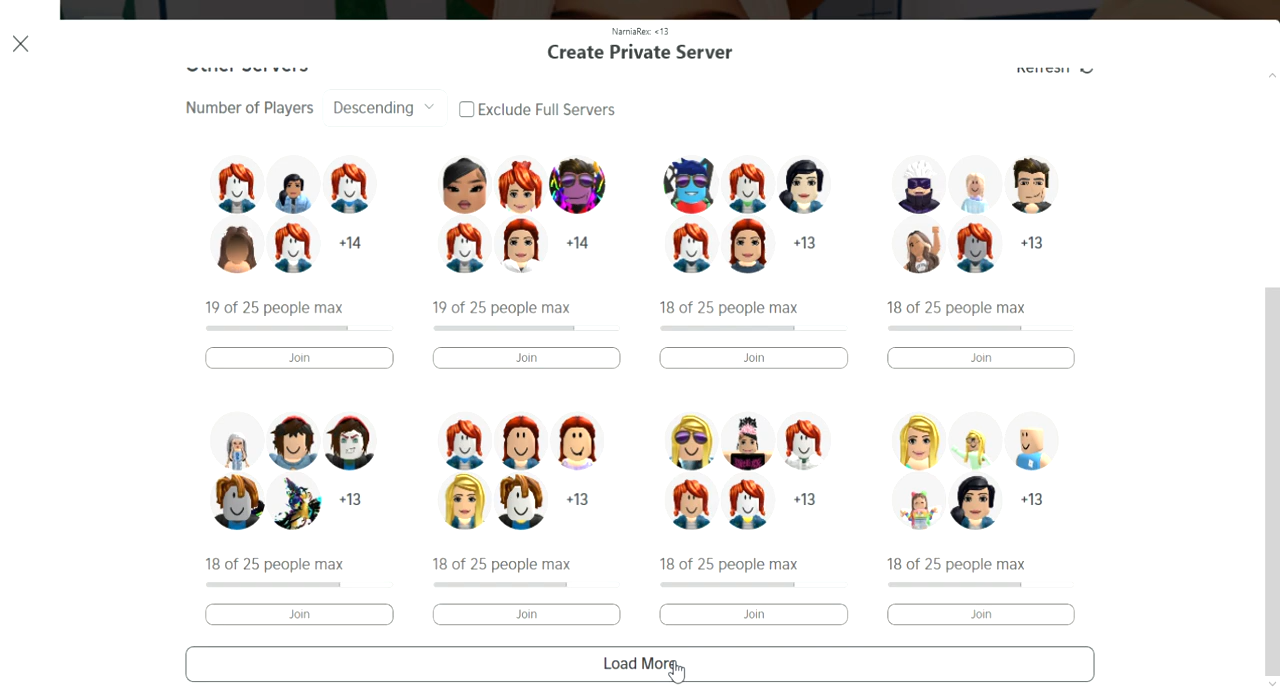 NarniaRex: <13
Create Private Server
Other Servers
Refresh
Number of Players Descending Exclude Full Servers
+14 +14 +13 +13
19 of 25 people max 19 of 25 people max 18 of 25 people max 18 of 25 people max
Join Join Join Join
+13 +13 +13 +13
18 of 25 people max 18 of 25 people max 18 of 25 people max 18 of 25 people max
Join Join Join Join
Load More